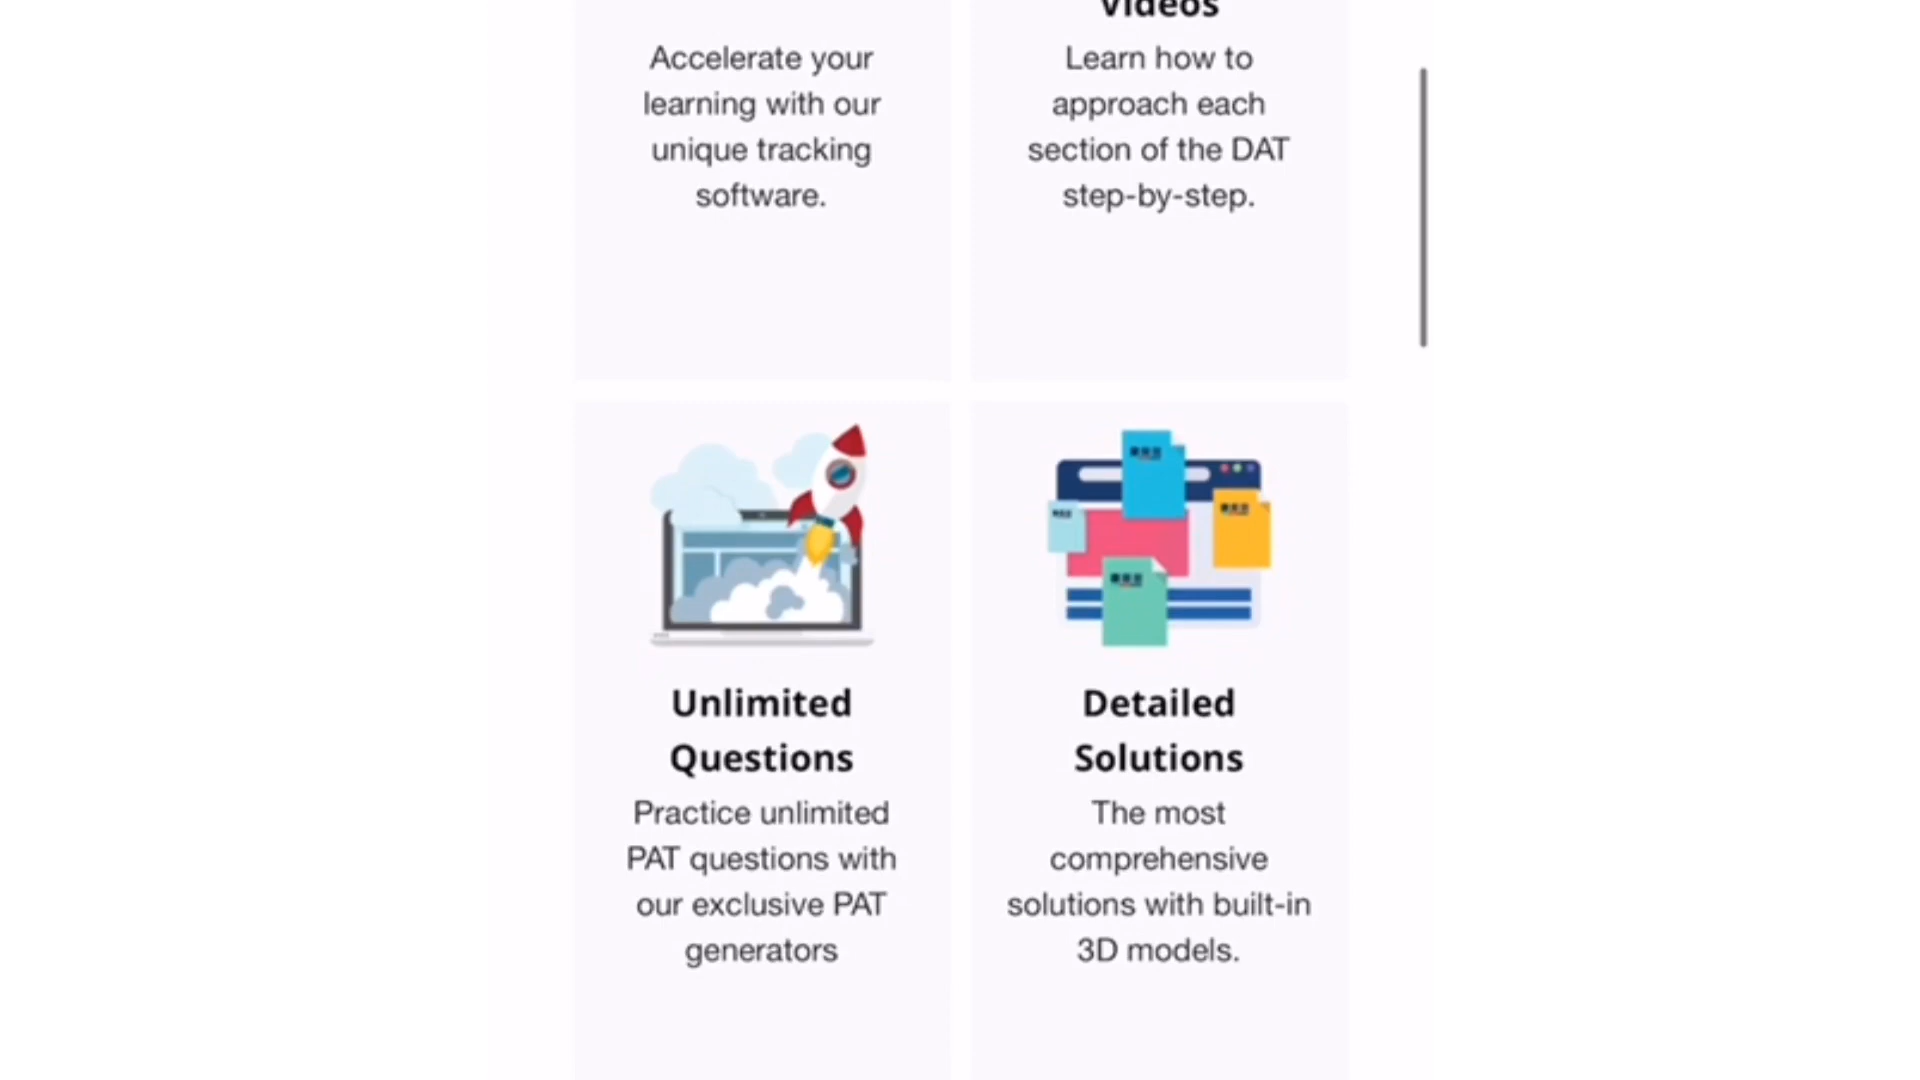 Videos
Accelerate your
learning with our
unique tracking
software.
Learn how to
approach each
section of the DAT
step-by-step.
Unlimited
Questions
Practice unlimited
PAT questions with
our exclusive PAT
generators
Detailed
Solutions
The most
comprehensive
solutions with built-in
3D models.